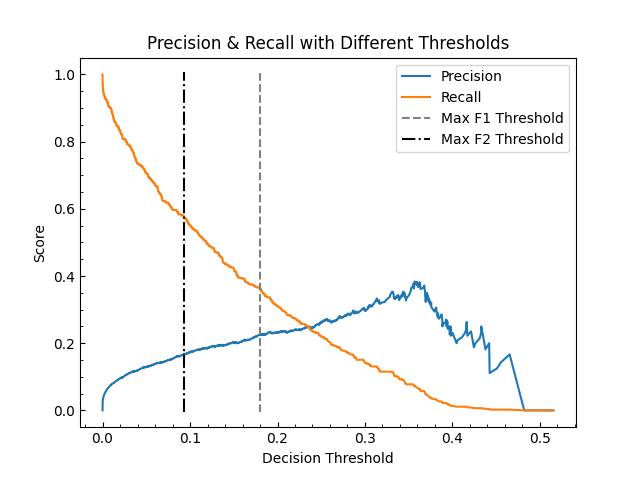 Precision & Recall with Different Thresholds
Precision
Recall
Max F1 Threshold
Max F2 Threshold
Score
1.0
0.8
0.6
0.4
0.2
0.0
0.0 0.1 0.2 0.3 0.4 0.5
Decision Threshold